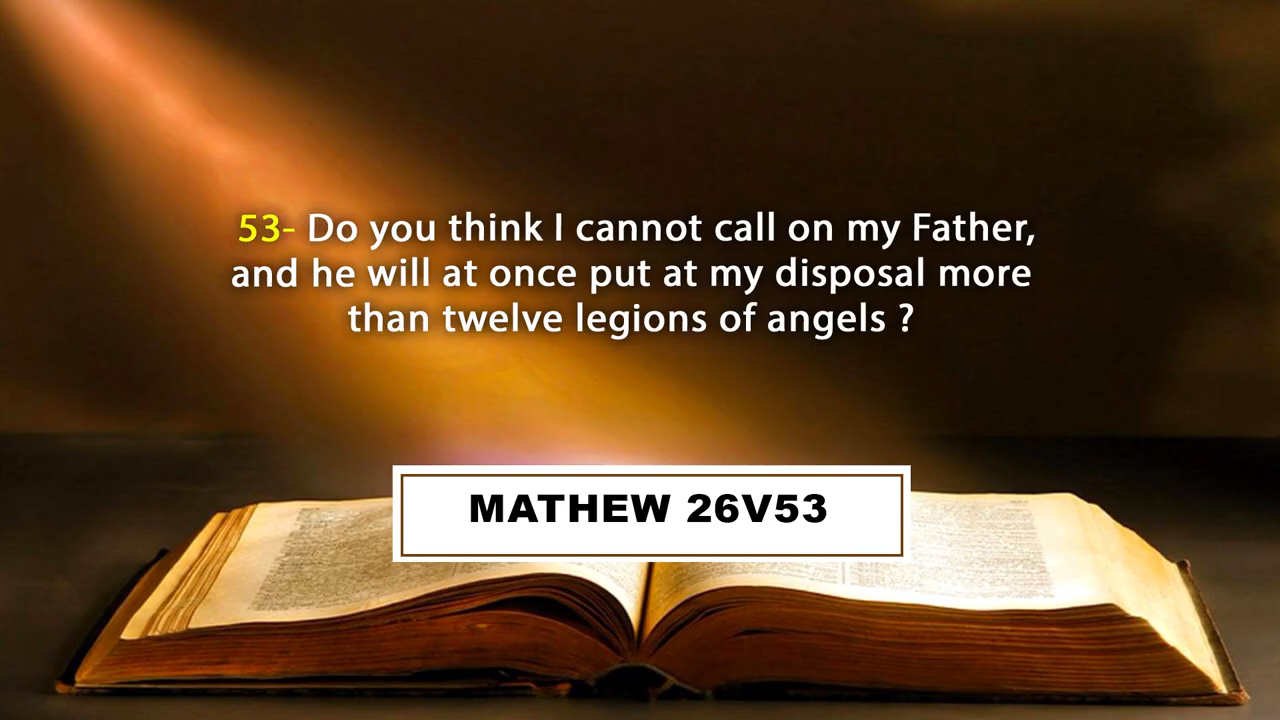 53- Do you think I cannot call on my Father,
and he will at once put at my disposal more
than twelve legions of angels ?
MATHEW 26V53